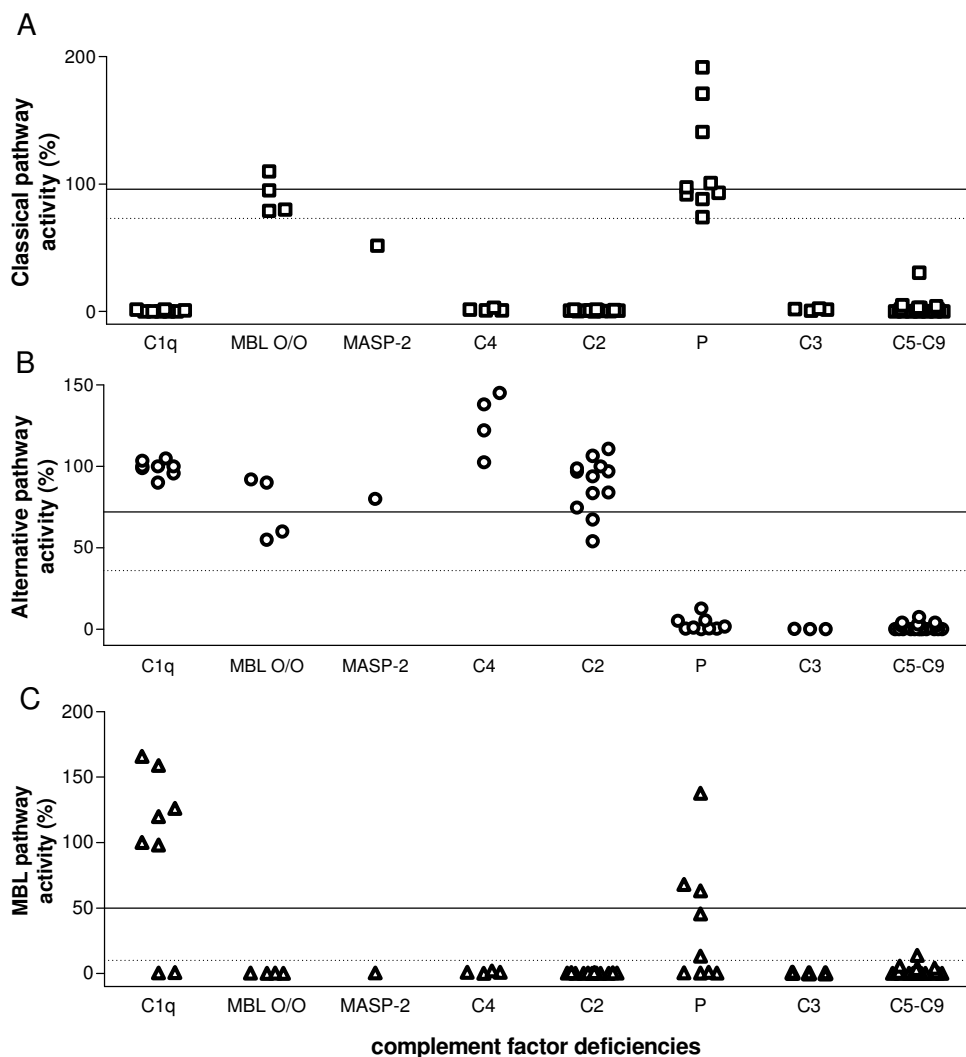 A
Classical pathway
activity (%)
200
100
0
C1q MBL O/O MASP-2 C4 C2 P C3 C5-C9
B
Alternative pathway
activity (%)
150
100
50
0
C1q MBL O/O MASP-2 C4 C2 P C3 C5-C9
C
MBL pathway
activity (%)
200
150
100
50
0
C1q MBL O/O MASP-2 C4 C2 P C3 C5-C9
complement factor deficiencies